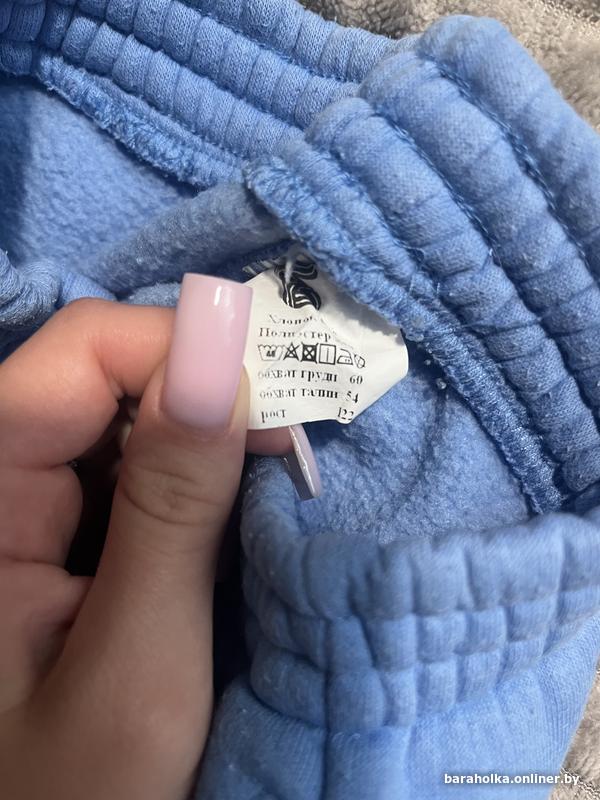 Хлопок
Полиэстер
обхват груди 60
обхват талии 54
рост 122
baraholka.onliner.by